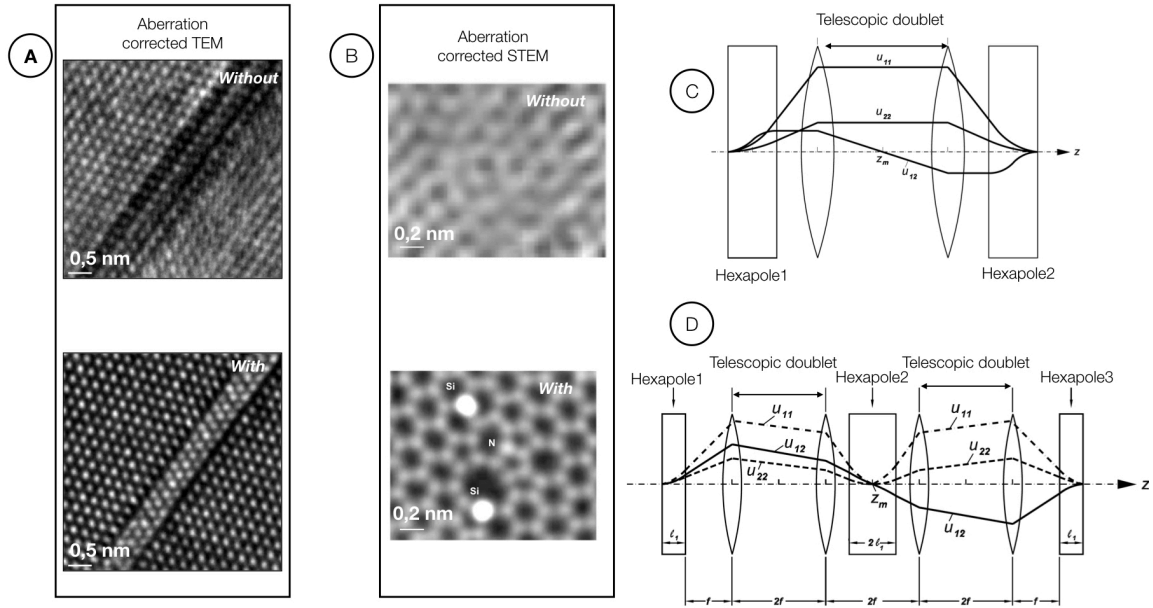 A
Aberration
corrected TEM
Without
0,5 nm
With
0,5 nm
B
Aberration
corrected STEM
Without
0,2 nm
Si
With
N
Si
0,2 nm
C
Telescopic doublet
u11
u22
z
zm
u12
Hexapole1
Hexapole2
D
Telescopic doublet
Telescopic doublet
Hexapole1
Hexapole2
Hexapole3
u11
u11
u12
u22
u22
z
zm
u12
ℓ1
2 ℓ1
ℓ1
f
2f
2f
2f
f